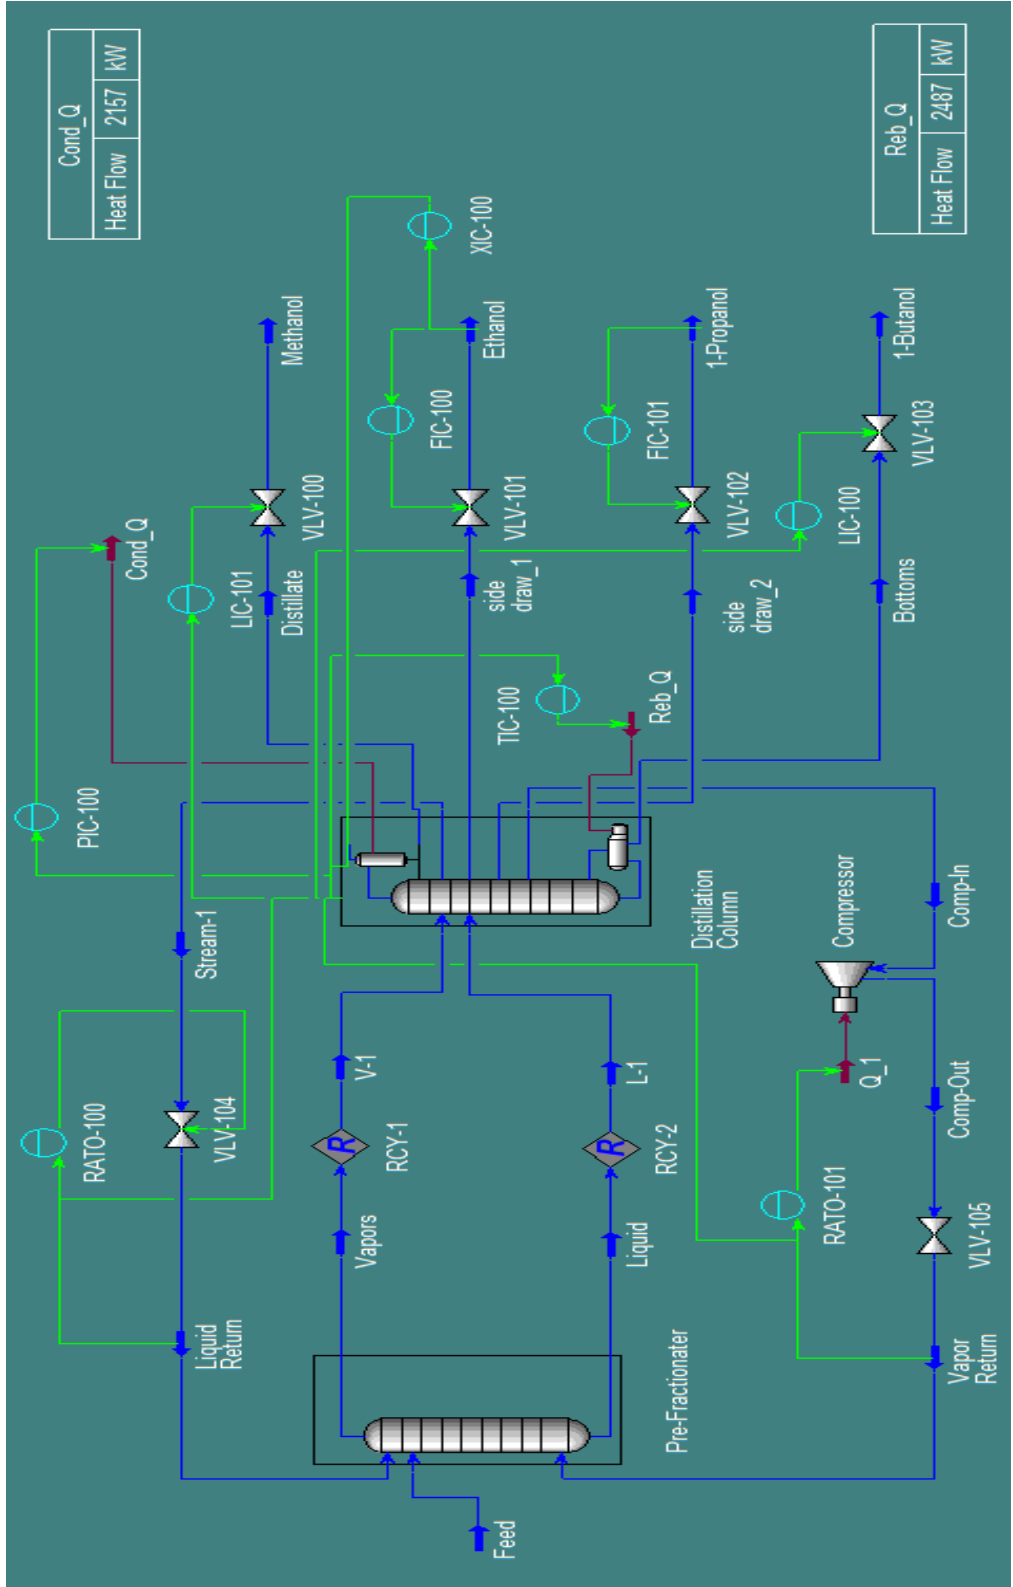 Cond_Q
Heat Flow 2157 kW
Reb_Q
Heat Flow 2487 kW
PIC-100
Cond_Q
LIC-101
Distillate
VLV-100
Methanol
XIC-100
FIC-100
side
draw_1
VLV-101
Ethanol
TIC-100
Reb_Q
FIC-101
side
draw_2
VLV-102
1-Propanol
LIC-100
Bottoms
VLV-103
1-Butanol
RATO-100
VLV-104
Stream-1
Liquid
Return
Vapors
RCY-1
V-1
Liquid
RCY-2
L-1
Distillation
Column
Pre-Fractionater
Feed
RATO-101
Q_1
Compressor
Comp-In
Comp-Out
VLV-105
Vapor
Return
R
R